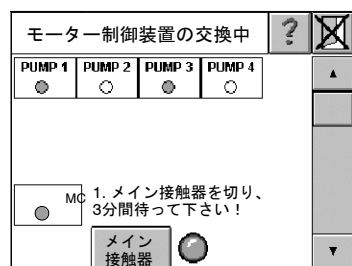 モーター制御装置の交換中
?
PUMP 1 PUMP 2 PUMP 3 PUMP 4
MC
1. メイン接触器を切り、
3分間待って下さい！
メイン
接触器